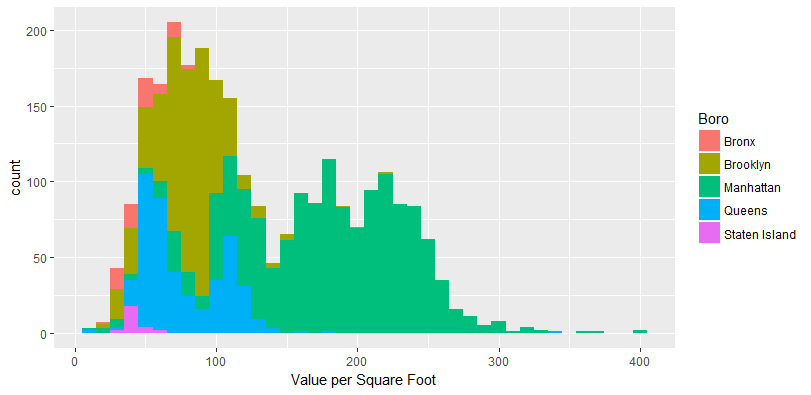 200
150
100
50
0
count
0
100
200
300
400
Value per Square Foot
Boro
Bronx
Brooklyn
Manhattan
Queens
Staten Island